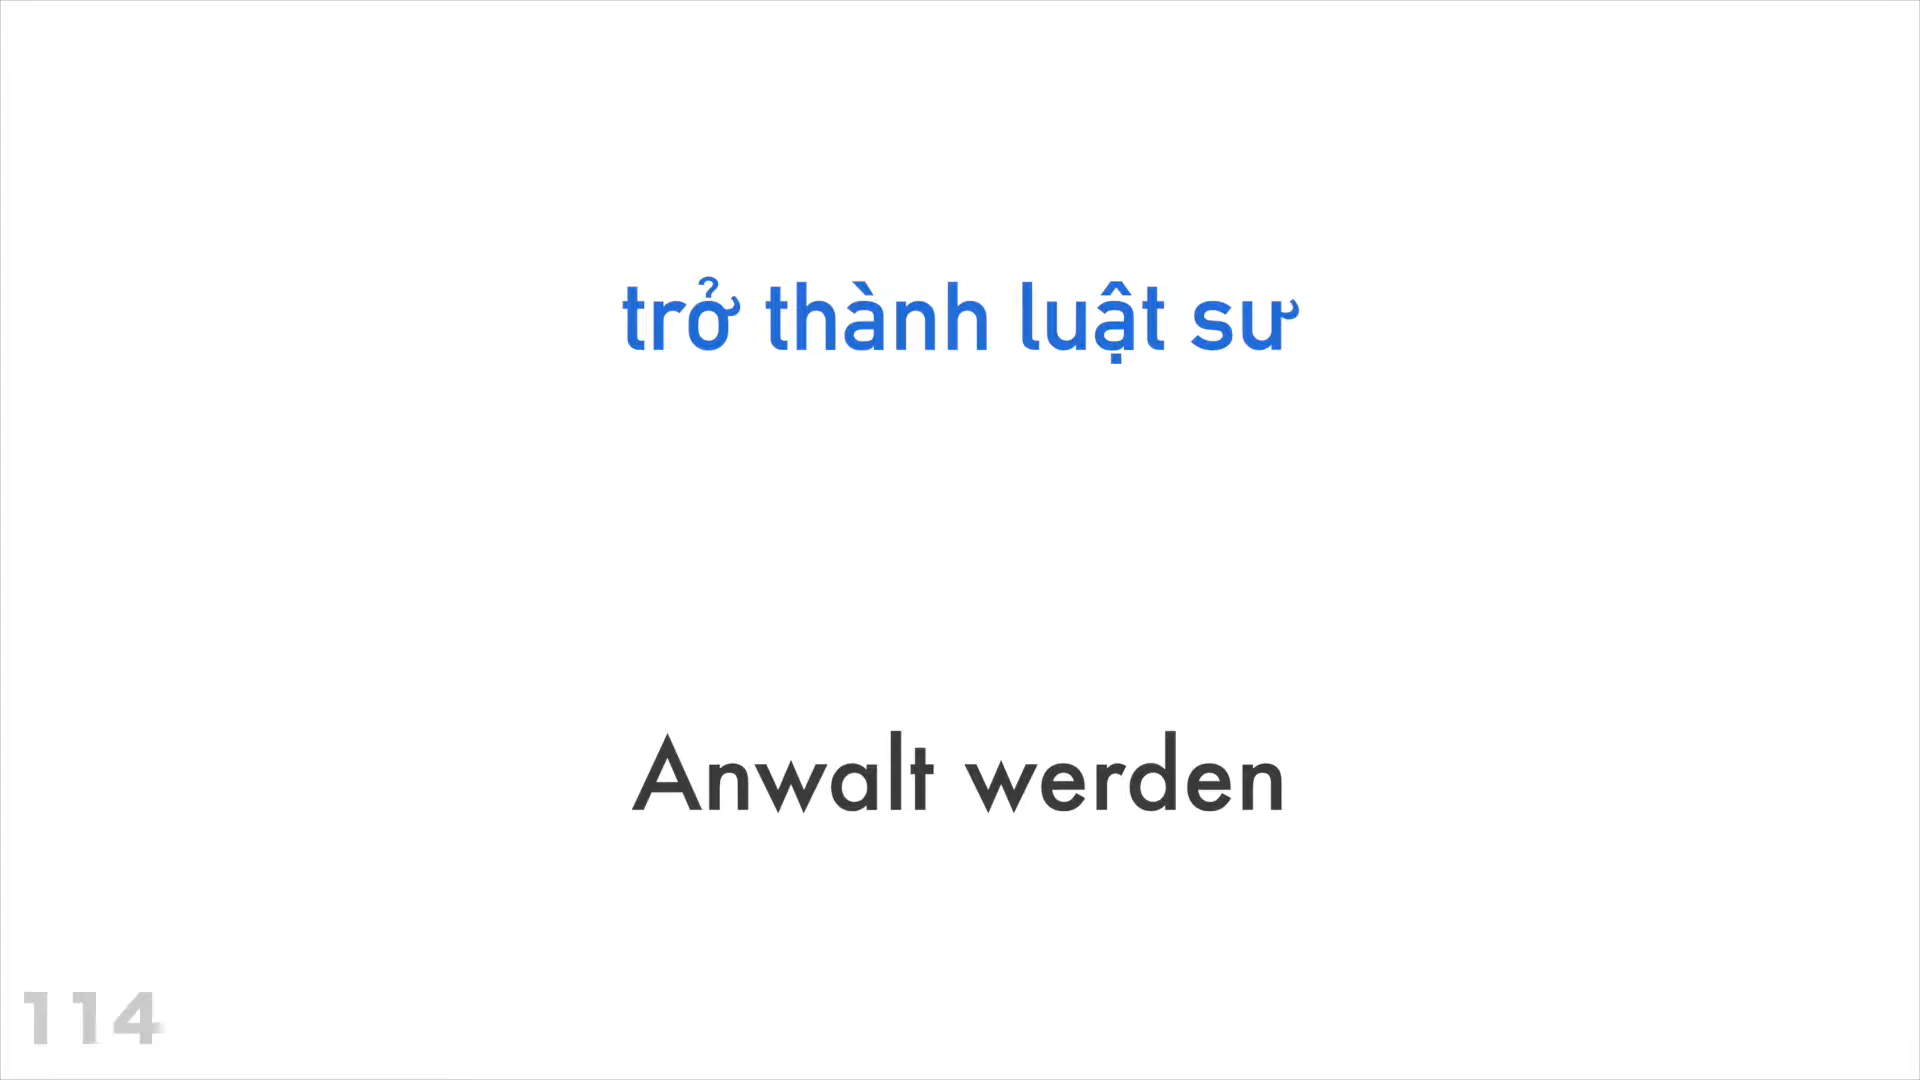 trở thành luật sư
Anwalt werden
114